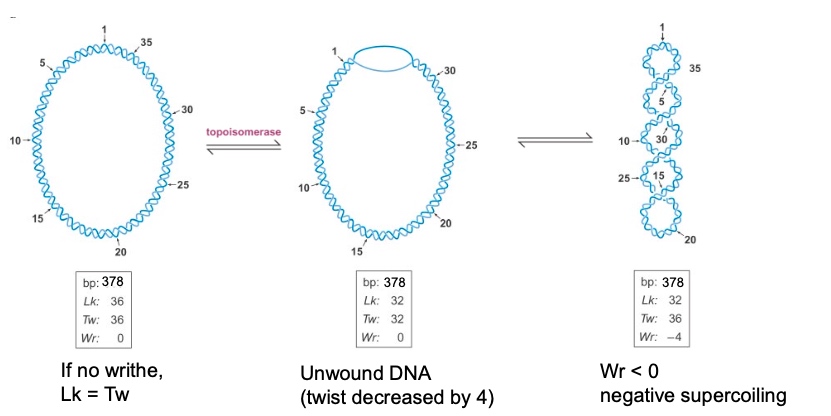 1
35
5
30
10
25
15
20
topoisomerase
1
30
5
25
10
20
15
1
35
5
10
30
25
15
20
bp: 378
Lk: 36
Tw: 36
Wr: 0
bp: 378
Lk: 32
Tw: 32
Wr: 0
bp: 378
Lk: 32
Tw: 36
Wr: –4
If no writhe,
Lk = Tw
Unwound DNA
(twist decreased by 4)
Wr < 0
negative supercoiling